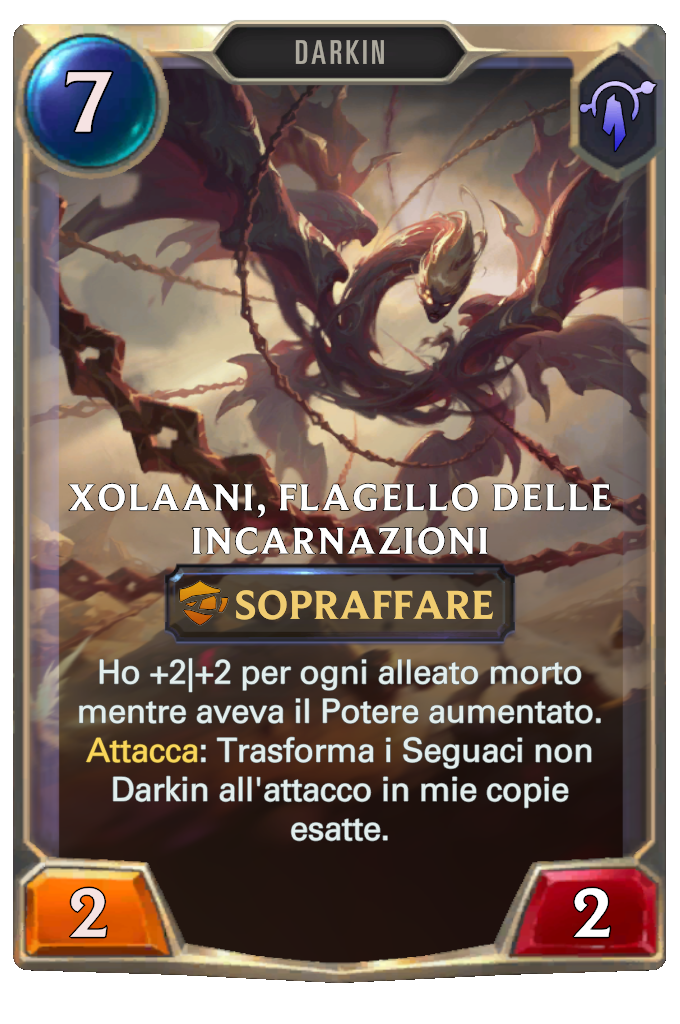 DARKIN
7
XOLAANI, FLAGELLO DELLE
INCARNAZIONI
SOPRAFFARE
Ho +2|+2 per ogni alleato morto
mentre aveva il Potere aumentato.
Attacca: Trasforma i Seguaci non
Darkin all'attacco in mie copie
esatte.
2
2